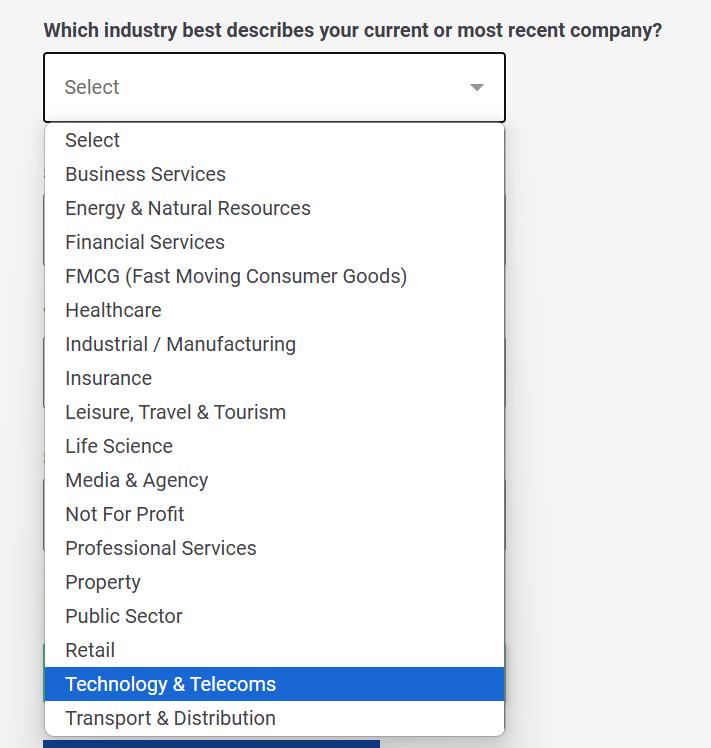 Which industry best describes your current or most recent company?
Select
Select
Business Services
Energy & Natural Resources
Financial Services
FMCG (Fast Moving Consumer Goods)
Healthcare
Industrial / Manufacturing
Insurance
Leisure, Travel & Tourism
Life Science
Media & Agency
Not For Profit
Professional Services
Property
Public Sector
Retail
Technology & Telecoms
Transport & Distribution